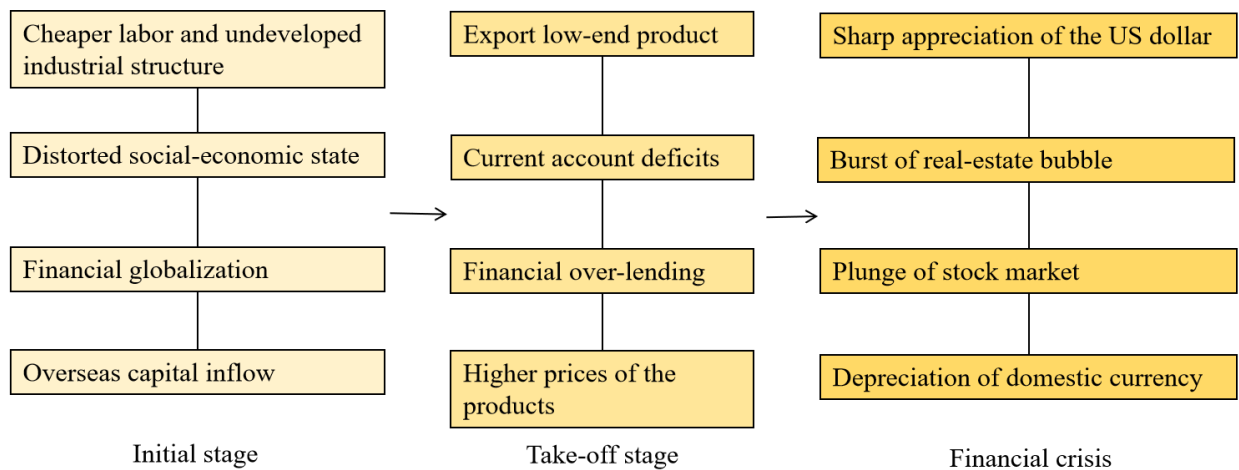 Cheaper labor and undeveloped
industrial structure
Distorted social-economic state
Financial globalization
Overseas capital inflow
Initial stage
Export low-end product
Current account deficits
Financial over-lending
Higher prices of the
products
Take-off stage
Sharp appreciation of the US dollar
Burst of real-estate bubble
Plunge of stock market
Depreciation of domestic currency
Financial crisis